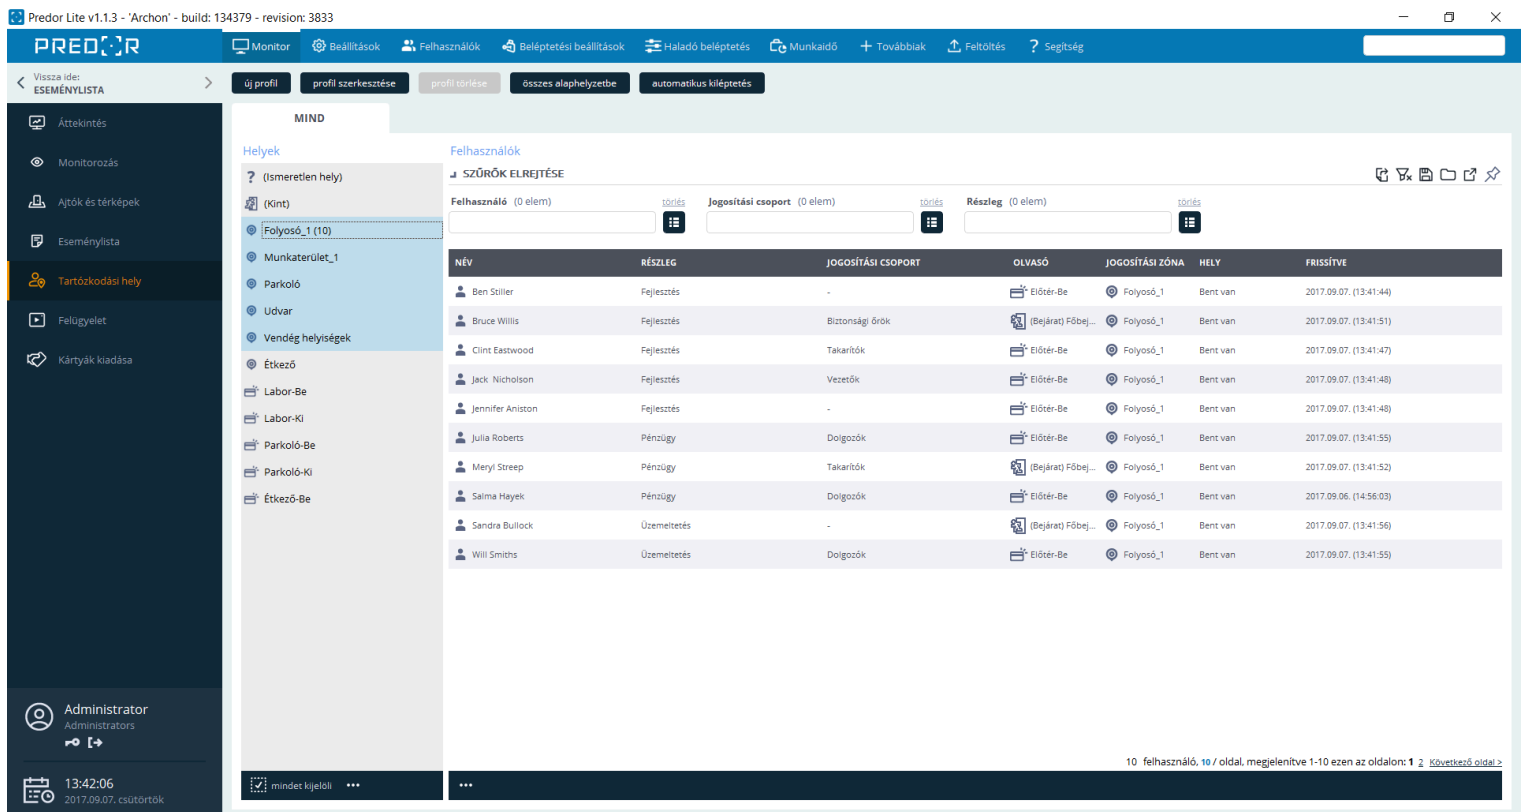 Predor Lite v1.1.3 - 'Archon' - build: 134379 - revision: 3833
PREDOR
Monitor Beállítások Felhasználók Beléptetési beállítások Haladó beléptetés Munkaidő Továbbiak Feltöltés ? Segítség
Vissza ide:
ESEMÉNYLISTA
új profil profil szerkesztése profil törlése összes alaphelyzetbe automatikus kiléptetés
Áttekintés
Monitorozás
Ajtók és térképek
Eseménylista
Tartózkodási hely
Felügyelet
Kártyák kiadása
MIND
Helyek
? (Ismeretlen hely)
(Kint)
Folyosó_1 (10)
Munkaterület_1
Parkoló
Udvar
Vendég helyiségek
Étkező
Labor-Be
Labor-Ki
Parkoló-Be
Parkoló-Ki
Étkező-Be
Felhasználók
SZŰRŐK ELREJTÉSE
Felhasználó (0 elem) törlés Jogosítási csoport (0 elem) törlés Részleg (0 elem) törlés
NÉV RÉSZLEG JOGOSÍTÁSI CSOPORT OLVASÓ JOGOSÍTÁSI ZÓNA HELY FRISSÍTVE
Ben Stiller Fejlesztés - Előtér-Be Folyosó_1 Bent van 2017.09.07. (13:41:44)
Bruce Willis Fejlesztés Biztonsági őrök (Bejárat) Főbej... Folyosó_1 Bent van 2017.09.07. (13:41:51)
Clint Eastwood Fejlesztés Takarítók Előtér-Be Folyosó_1 Bent van 2017.09.07. (13:41:47)
Jack Nicholson Fejlesztés Vezetők Előtér-Be Folyosó_1 Bent van 2017.09.07. (13:41:48)
Jennifer Aniston Fejlesztés - Előtér-Be Folyosó_1 Bent van 2017.09.07. (13:41:48)
Julia Roberts Pénzügy Dolgozók Előtér-Be Folyosó_1 Bent van 2017.09.07. (13:41:55)
Meryl Streep Pénzügy Takarítók (Bejárat) Főbej... Folyosó_1 Bent van 2017.09.07. (13:41:52)
Salma Hayek Pénzügy Dolgozók Előtér-Be Folyosó_1 Bent van 2017.09.06. (14:56:03)
Sandra Bullock Üzemeltetés - (Bejárat) Főbej... Folyosó_1 Bent van 2017.09.07. (13:41:56)
Will Smiths Üzemeltetés Dolgozók Előtér-Be Folyosó_1 Bent van 2017.09.07. (13:41:55)
10 felhasználó, 10 / oldal, megjelenítve 1-10 ezen az oldalon: 1 2 Következő oldal >
mindet kijelöli ••• •••
Administrator
Administrators
13:42:06
2017.09.07. csütörtök